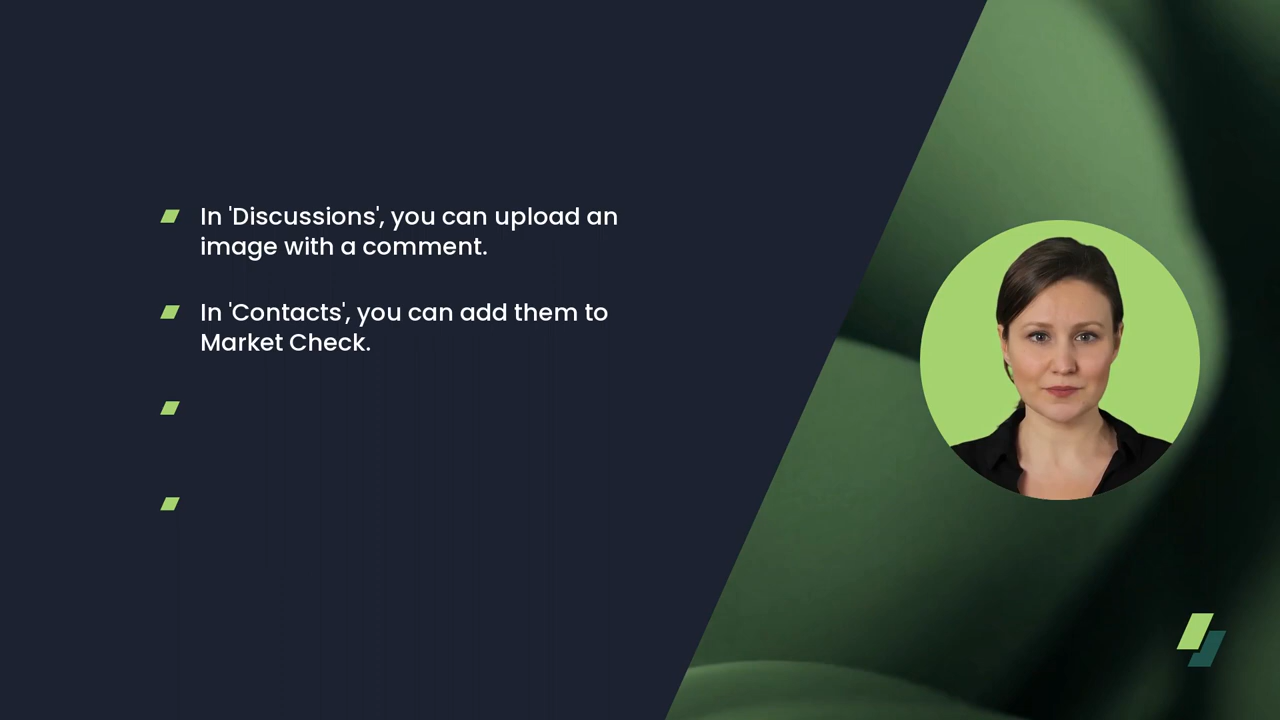 In 'Discussions', you can upload an
image with a comment.
In 'Contacts', you can add them to
Market Check.